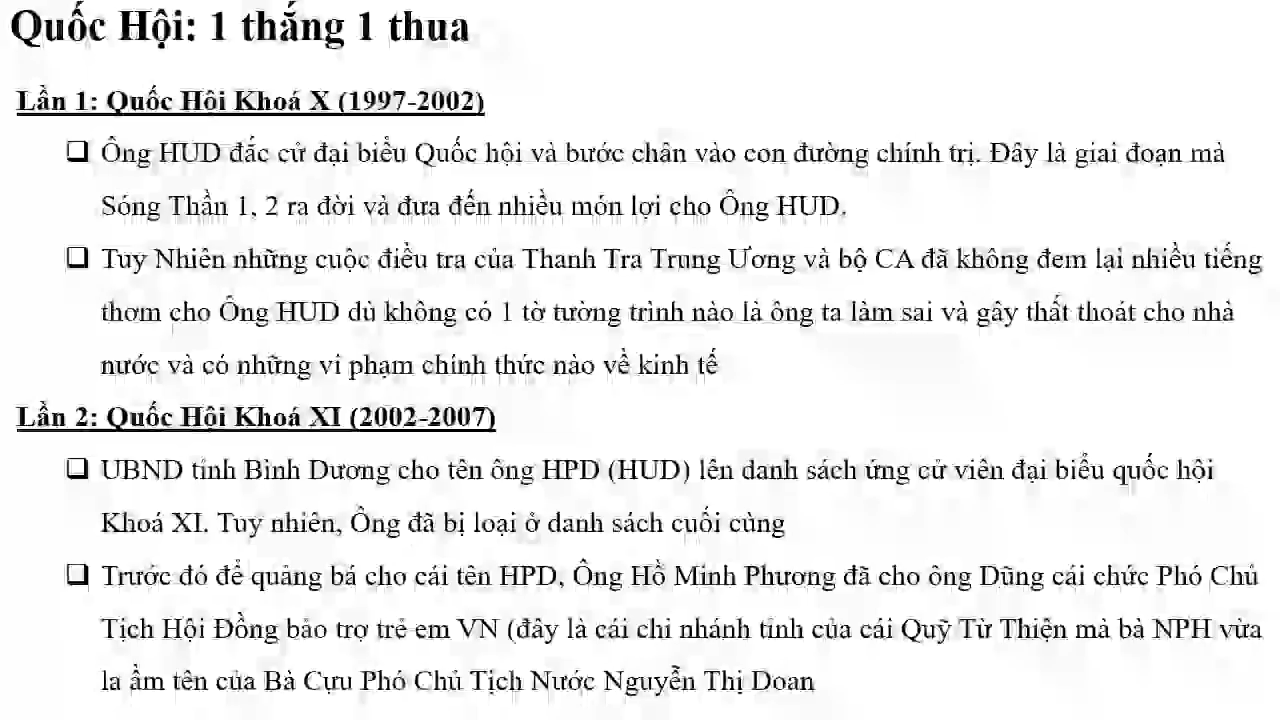 Quốc Hội: 1 thắng 1 thua
Lần 1: Quốc Hội Khoá X (1997-2002)
Ông HUD đắc cử đại biểu Quốc hội và bước chân vào con đường chính trị. Đây là giai đoạn mà
Sóng Thần 1, 2 ra đời và đưa đến nhiều món lợi cho Ông HUD.
Tuy Nhiên những cuộc điều tra của Thanh Tra Trung Ương và bộ CA đã không đem lại nhiều tiếng
thơm cho Ông HUD dù không có 1 tờ tường trình nào là ông ta làm sai và gây thất thoát cho nhà
nước và có những vi phạm chính thức nào về kinh tế
Lần 2: Quốc Hội Khoá XI (2002-2007)
UBND tỉnh Bình Dương cho tên ông HPD (HUD) lên danh sách ứng cử viên đại biểu quốc hội
Khoá XI. Tuy nhiên, Ông đã bị loại ở danh sách cuối cùng
Trước đó để quảng bá cho cái tên HPD, Ông Hồ Minh Phương đã cho ông Dũng cái chức Phó Chủ
Tịch Hội Đồng bảo trợ trẻ em VN (đây là cái chi nhánh tỉnh của cái Quỹ Từ Thiện mà bà NPH vừa
la ầm tên của Bà Cựu Phó Chủ Tịch Nước Nguyễn Thị Doan